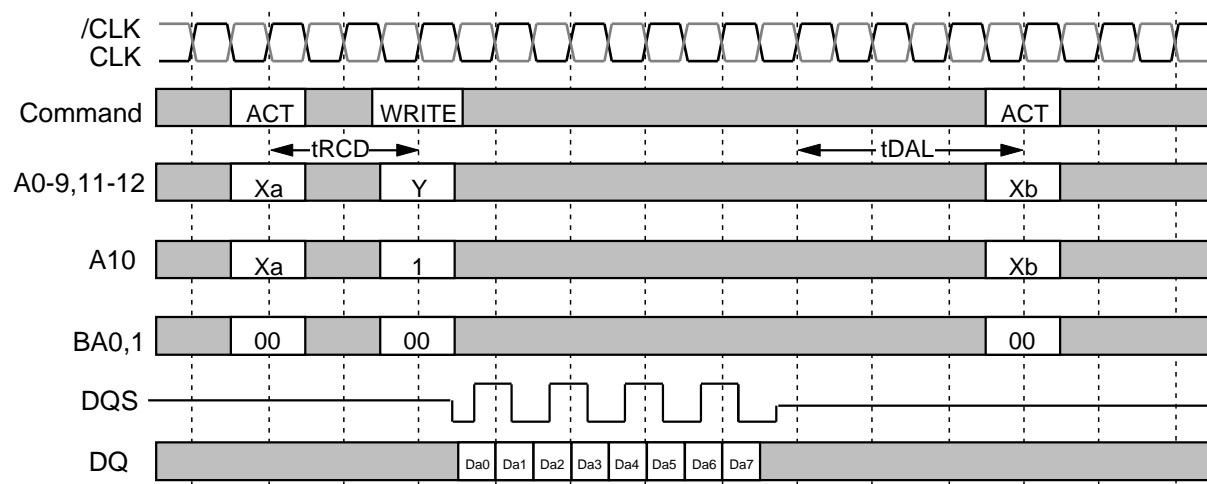 /CLK
CLK
Command ACT WRITE ACT
tRCD tDAL
A0-9,11-12 Xa Y Xb
A10 Xa 1 Xb
BA0,1 00 00 00
DQS
DQ Da0 Da1 Da2 Da3 Da4 Da5 Da6 Da7